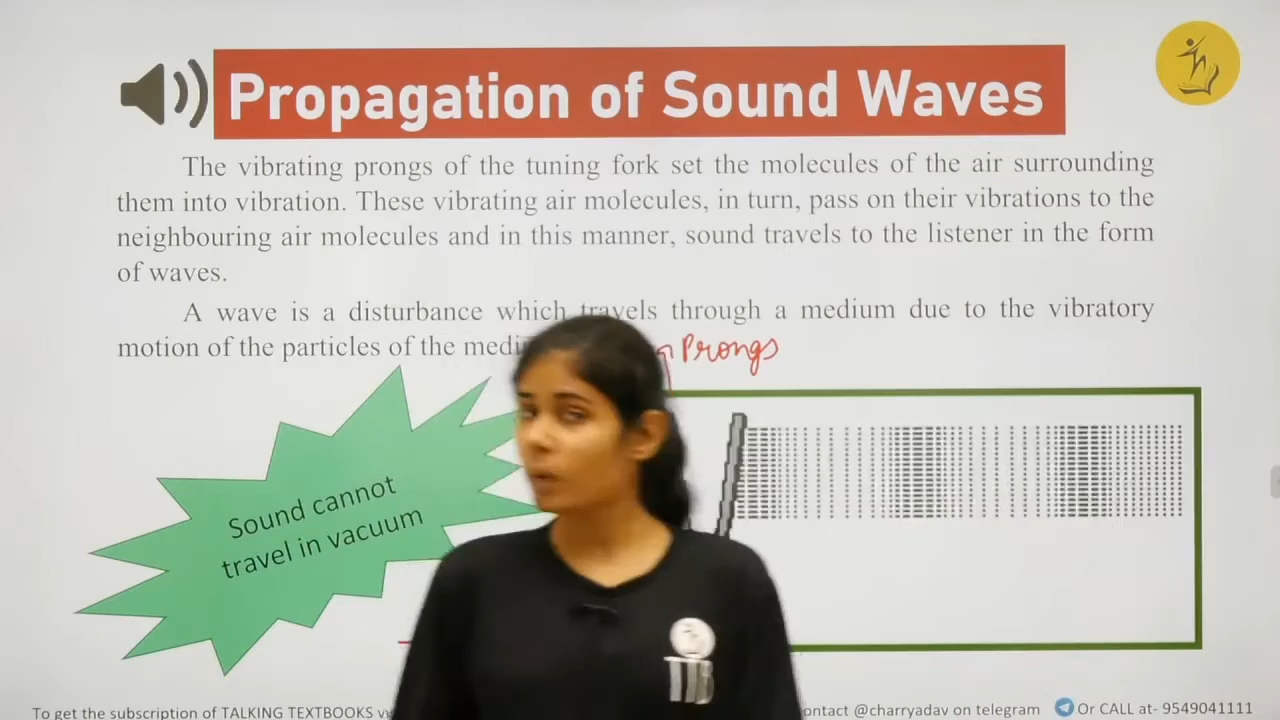 Propagation of Sound Waves
The vibrating prongs of the tuning fork set the molecules of the air surrounding
them into vibration. These vibrating air molecules, in turn, pass on their vibrations to the
neighbouring air molecules and in this manner, sound travels to the listener in the form
of waves.
A wave is a disturbance which travels through a medium due to the vibratory
motion of the particles of the
Prongs
Sound cannot
travel in vacuum
To get the subscription of TALKING TEXTBOOKS
@charryadav on telegram Or CALL at- 9549041111